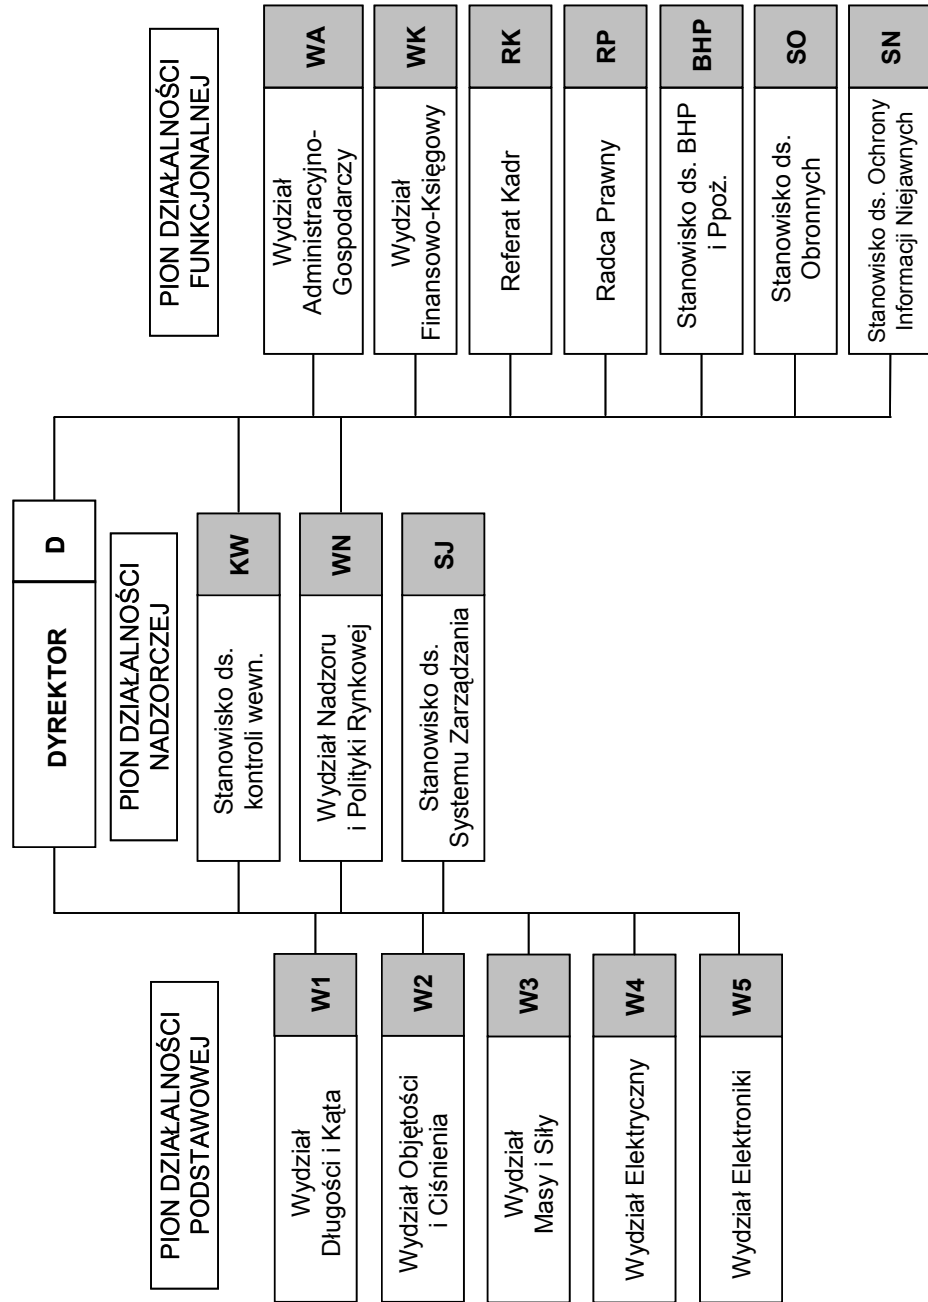 DYREKTOR
D
PION DZIAŁALNOŚCI
PODSTAWOWEJ
Wydział
Długości i Kąta
W1
Wydział Objętości
i Ciśnienia
W2
Wydział
Masy i Siły
W3
Wydział Elektryczny
W4
Wydział Elektroniki
W5
PION DZIAŁALNOŚCI
NADZORCZEJ
Stanowisko ds.
kontroli wewn.
KW
Wydział Nadzoru
i Polityki Rynkowej
WN
Stanowisko ds.
Systemu Zarządzania
SJ
PION DZIAŁALNOŚCI
FUNKCJONALNEJ
Wydział
Administracyjno-
Gospodarczy
WA
Wydział
Finansowo-Księgowy
WK
Referat Kadr
RK
Radca Prawny
RP
Stanowisko ds. BHP
i Ppoż.
BHP
Stanowisko ds.
Obronnych
SO
Stanowisko ds. Ochrony
Informacji Niejawnych
SN